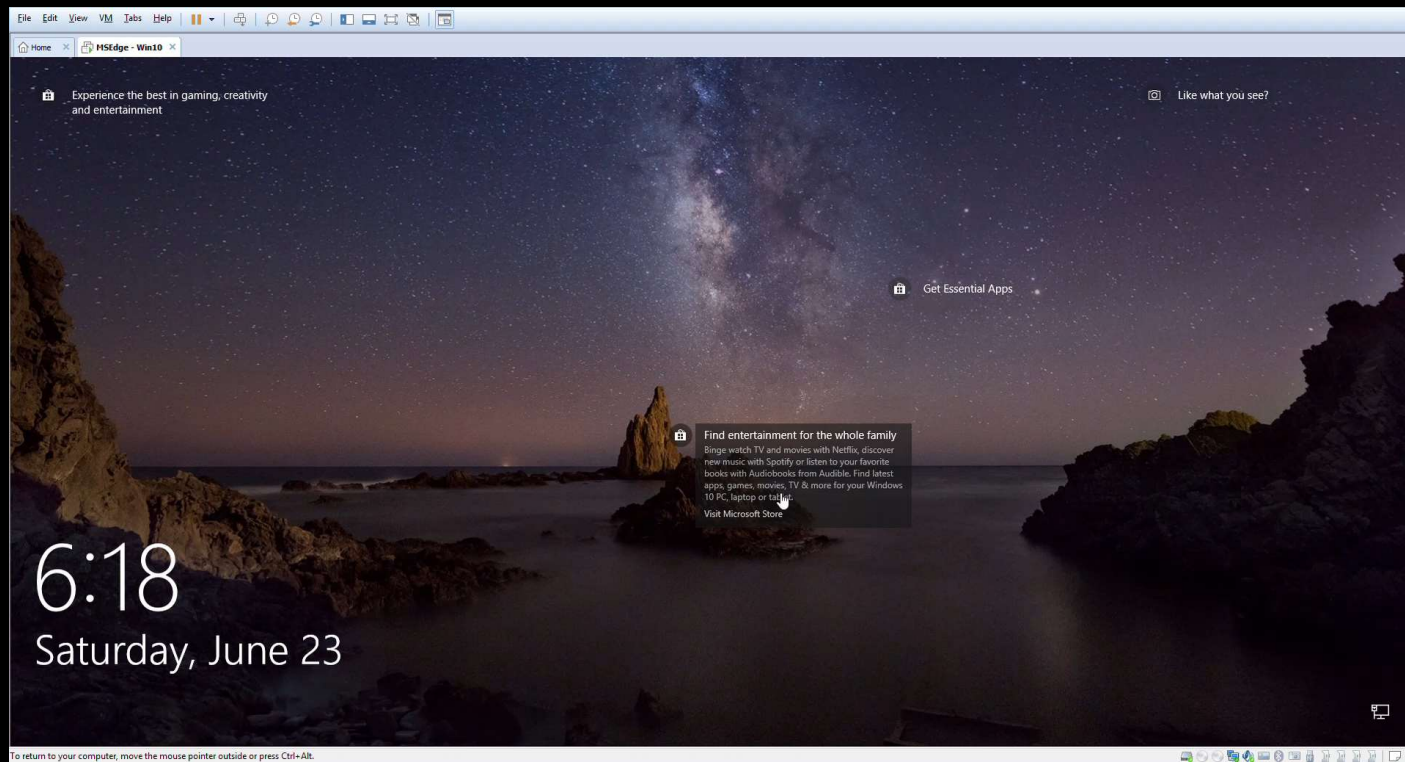 File Edit View VM Tabs Help
Home
MSEdge - Win10
Experience the best in gaming, creativity
and entertainment
Like what you see?
Get Essential Apps
Find entertainment for the whole family
Binge watch TV and movies with Netflix, discover
new music with Spotify or listen to your favorite
books with Audiobooks from Audible. Find latest
apps, games, movies, TV & more for your Windows
10 PC, laptop or tablet.
Visit Microsoft Store
6:18
Saturday, June 23
To return to your computer, move the mouse pointer outside or press Ctrl+Alt.